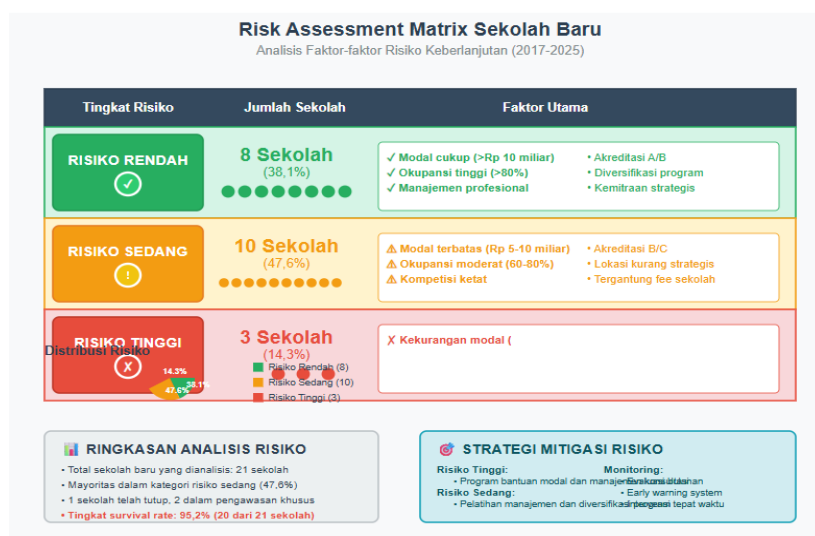 Risk Assessment Matrix Sekolah Baru
Analisis Faktor-faktor Risiko Keberlanjutan (2017-2025)
Tingkat Risiko
Jumlah Sekolah
Faktor Utama
RISIKO RENDAH
✓
8 Sekolah
(38,1%)
✓ Modal cukup (>Rp 10 miliar)
✓ Okupansi tinggi (>80%)
✓ Manajemen profesional
• Akreditasi A/B
• Diversifikasi program
• Kemitraan strategis
RISIKO SEDANG
!
10 Sekolah
(47,6%)
⚠ Modal terbatas (Rp 5-10 miliar)
⚠ Okupansi moderat (60-80%)
⚠ Kompetisi ketat
• Akreditasi B/C
• Lokasi kurang strategis
• Tergantung fee sekolah
RISIKO TINGGI
✗
3 Sekolah
(14,3%)
✗ Kekurangan modal (
Distribusi Risiko
14.3%
38.1%
47.6%
Risiko Rendah (8)
Risiko Sedang (10)
Risiko Tinggi (3)
RINGKASAN ANALISIS RISIKO
• Total sekolah baru yang dianalisis: 21 sekolah
• Mayoritas dalam kategori risiko sedang (47,6%)
• 1 sekolah telah tutup, 2 dalam pengawasan khusus
• Tingkat survival rate: 95,2% (20 dari 21 sekolah)
STRATEGI MITIGASI RISIKO
Risiko Tinggi:
• Program bantuan modal dan manajemen
Risiko Sedang:
• Pelatihan manajemen dan diversifikasi
Monitoring:
• Early warning system
tepat waktu